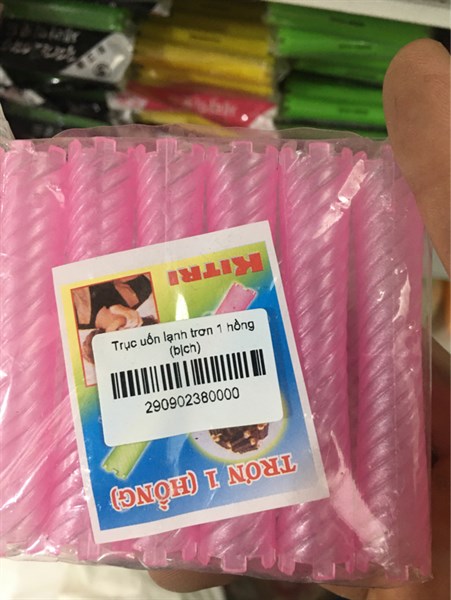 KITRI
Trục uốn lạnh trơn 1 hồng
(bịch)
290902380000
TRƠN 1 (HỒNG)